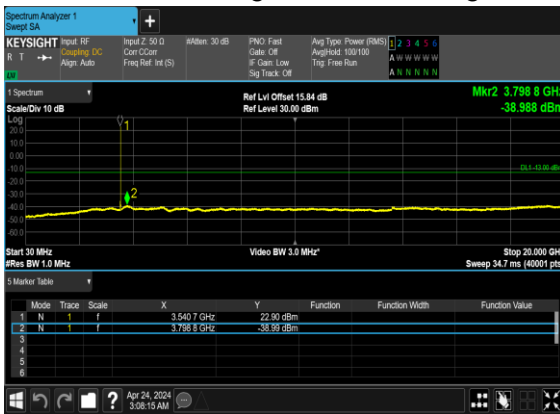 Spectrum Analyzer 1
Swept SA
KEYSIGHT Input: RF Input Z: 50 Ω #Atten: 30 dB PNO: Fast Avg Type: Power (RMS) 1 2 3 4 5 6
R T Coupling: DC Corr CCorr Gate: Off Avg|Hold: 100/100 A W W W W W
Align: Auto Freq Ref: Int (S) IF Gain: Low Trig: Free Run
LV Sig Track: Off A N N N N N
1 Spectrum Ref Lvl Offset 15.84 dB Mkr2 3.798 8 GHz
Scale/Div 10 dB Ref Level 30.00 dBm -38.988 dBm
Log
20.0 1
10.0
0.00
-10.0 DL1 -13.00 dBm
-20.0
-30.0 2
-40.0
-50.0
-60.0
Start 30 MHz Video BW 3.0 MHz* Stop 20.000 GH
#Res BW 1.0 MHz Sweep 34.7 ms (40001 pts
5 Marker Table
Mode Trace Scale X Y Function Function Width Function Value
1 N 1 f 3.540 7 GHz 22.90 dBm
2 N 1 f 3.798 8 GHz -38.99 dBm
3
4
5
6
? Apr 24, 2024
3:08:15 AM